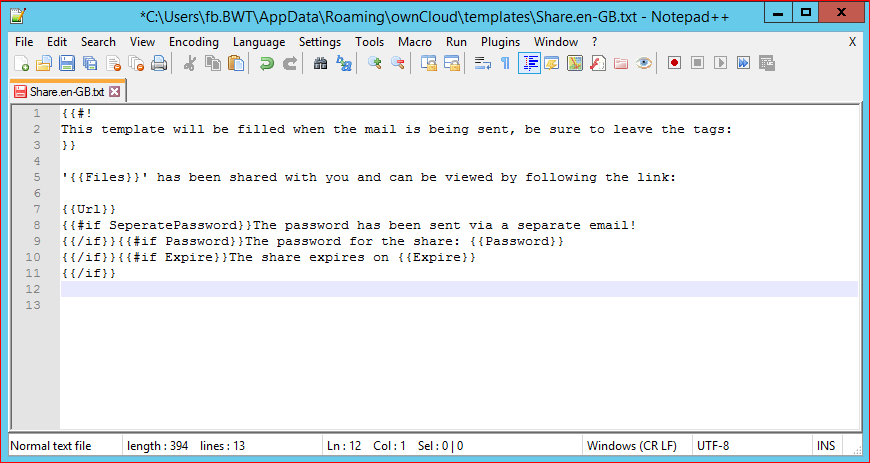 *C:\Users\fb.BWT\AppData\Roaming\ownCloud\templates\Share.en-GB.txt - Notepad++
File Edit Search View Encoding Language Settings Tools Macro Run Plugins Window ? X
Share.en-GB.txt
1 {{#!
2 This template will be filled when the mail is being sent, be sure to leave the tags:
3 }}
4
5 '{{Files}}' has been shared with you and can be viewed by following the link:
6
7 {{Url}}
8 {{#if SeperatePassword}}The password has been sent via a separate email!
9 {{/if}}{{#if Password}}The password for the share: {{Password}}
10 {{/if}}{{#if Expire}}The share expires on {{Expire}}
11 {{/if}}
12
13
Normal text file length : 394 lines : 13 Ln : 12 Col : 1 Sel : 0 | 0 Windows (CR LF) UTF-8 INS